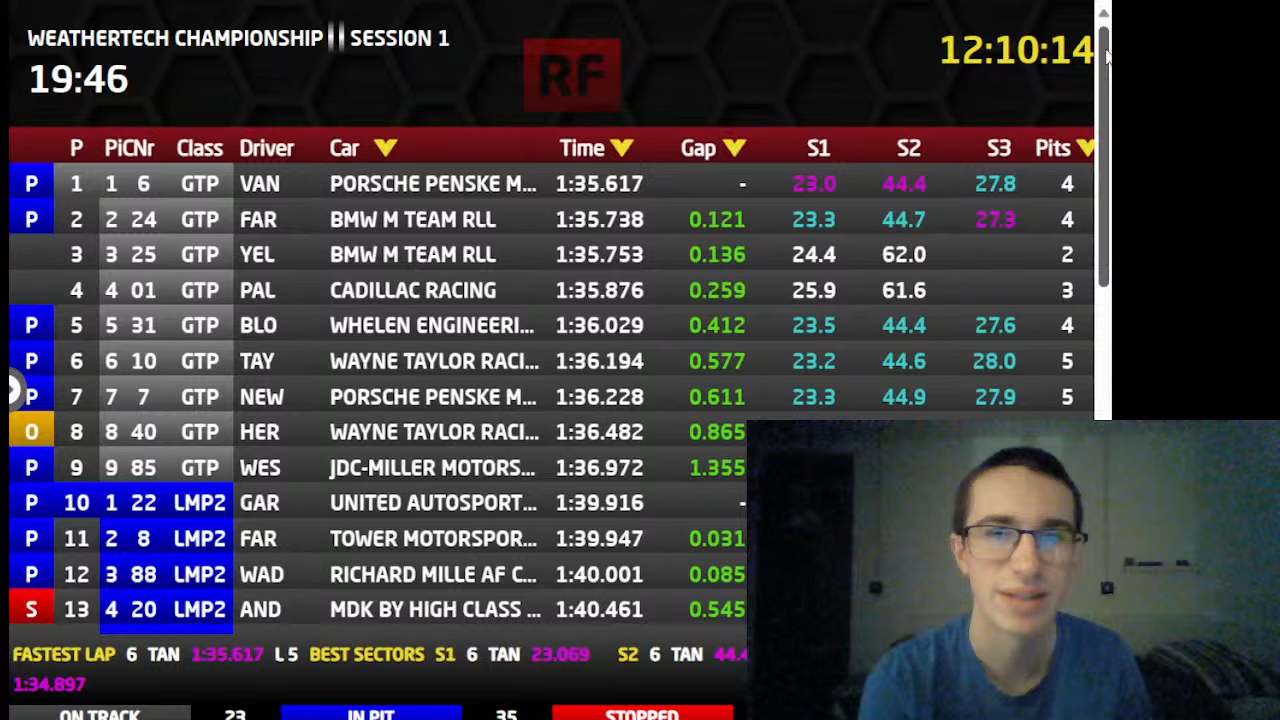 WEATHERTECH CHAMPIONSHIP || SESSION 1
12:10:14
19:46
RF
P PiC Nr Class Driver Car Time Gap S1 S2 S3 Pits
P 1 1 6 GTP VAN PORSCHE PENSKE M... 1:35.617 - 23.0 44.4 27.8 4
P 2 2 24 GTP FAR BMW M TEAM RLL 1:35.738 0.121 23.3 44.7 27.3 4
3 3 25 GTP YEL BMW M TEAM RLL 1:35.753 0.136 24.4 62.0 2
4 4 01 GTP PAL CADILLAC RACING 1:35.876 0.259 25.9 61.6 3
P 5 5 31 GTP BLO WHELEN ENGINEERI... 1:36.029 0.412 23.5 44.4 27.6 4
P 6 6 10 GTP TAY WAYNE TAYLOR RACI... 1:36.194 0.577 23.2 44.6 28.0 5
P 7 7 7 GTP NEW PORSCHE PENSKE M... 1:36.228 0.611 23.3 44.9 27.9 5
O 8 8 40 GTP HER WAYNE TAYLOR RACI... 1:36.482 0.865
P 9 9 85 GTP WES JDC-MILLER MOTORS... 1:36.972 1.355
P 10 1 22 LMP2 GAR UNITED AUTOSPORT... 1:39.916 -
P 11 2 8 LMP2 FAR TOWER MOTORSPOR... 1:39.947 0.031
P 12 3 88 LMP2 WAD RICHARD MILLE AF C... 1:40.001 0.085
S 13 4 20 LMP2 AND MDK BY HIGH CLASS ... 1:40.461 0.545
FASTEST LAP 6 TAN 1:35.617 L 5 BEST SECTORS S1 6 TAN 23.069 S2 6 TAN 44.4
1:34.897
ON TRACK 23 IN PIT 35 STOPPED